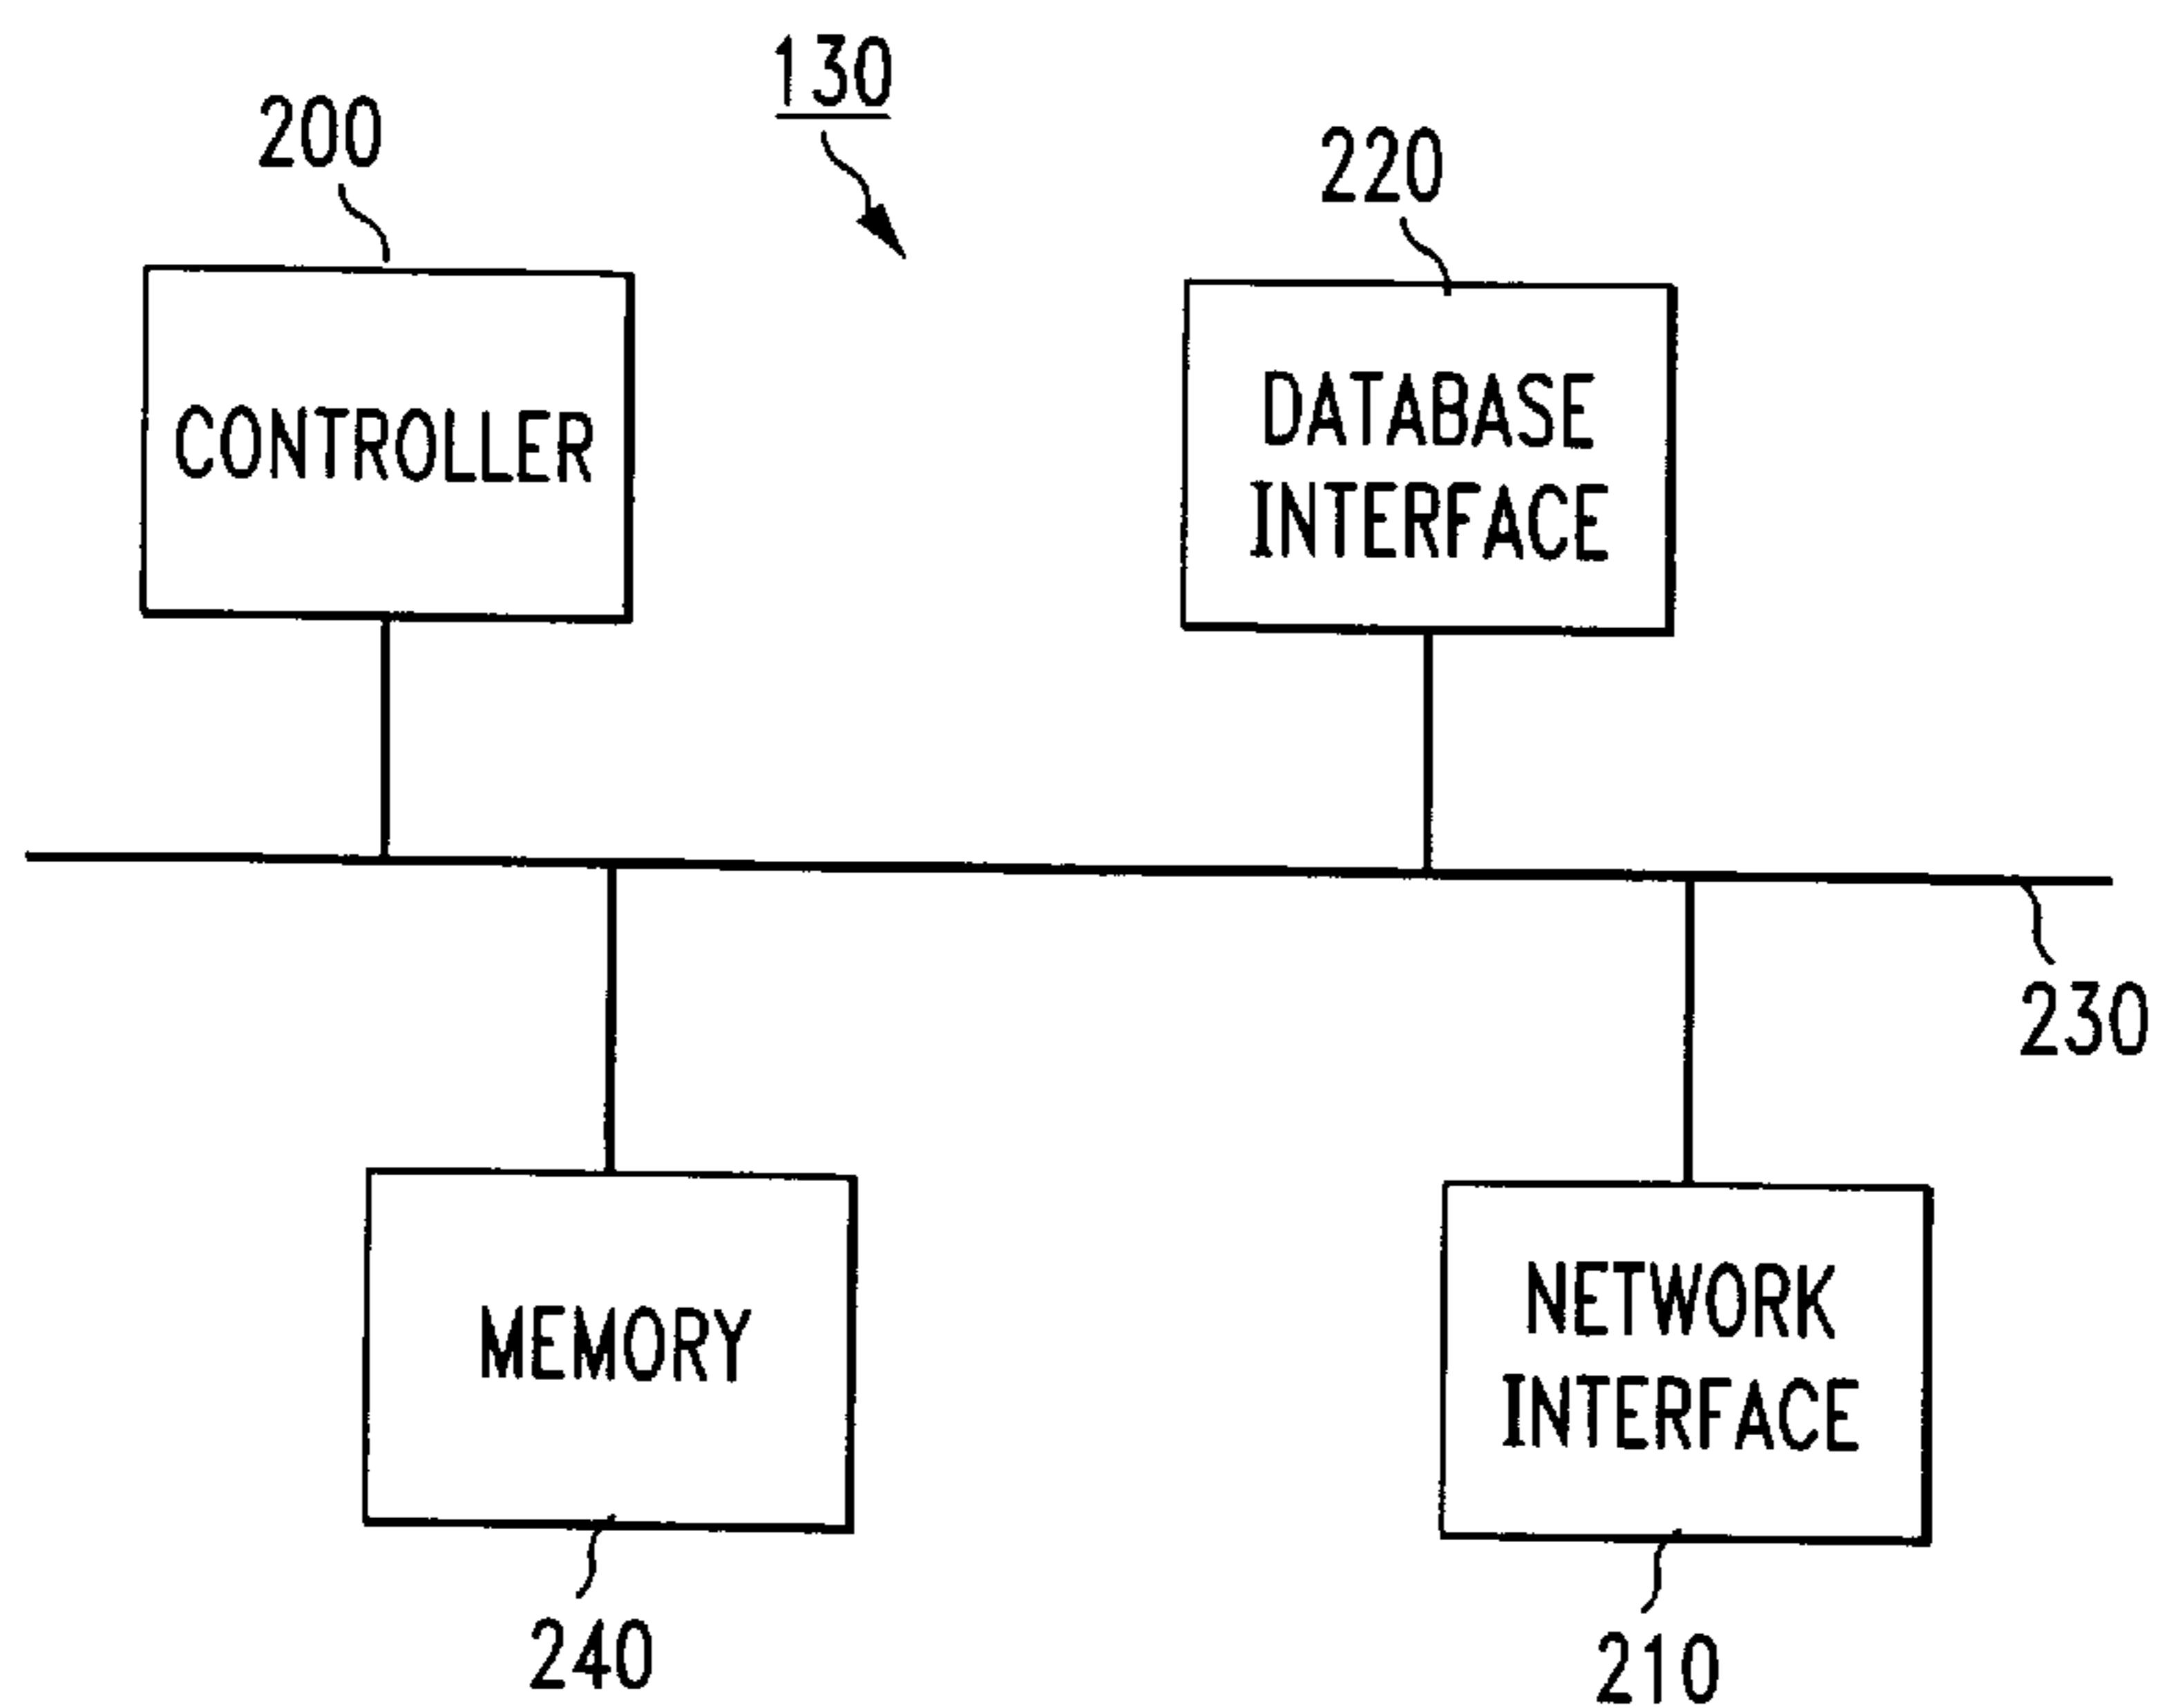 130
200
220
CONTROLLER
DATABASE
INTERFACE
230
MEMORY
NETWORK
INTERFACE
240
210